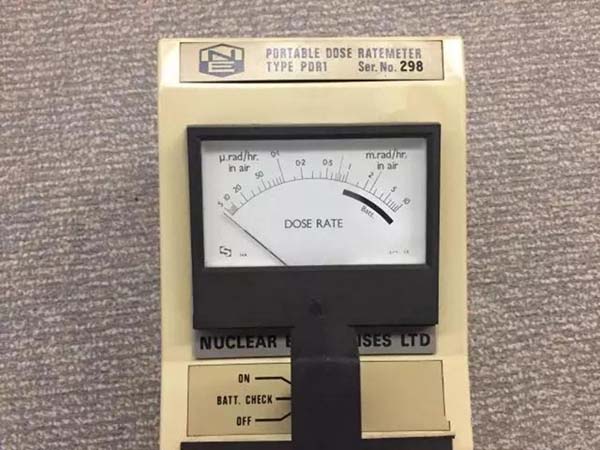 NE
PORTABLE DOSE RATEMETER
TYPE PDR1 Ser. No. 298
µ.rad/hr. in air
m.rad/hr. in air
5 10 20 50 0·1 0·2 0·5 1 2 5 10
Batt.
DOSE RATE
NUCLEAR E ISES LTD
ON
BATT. CHECK
OFF